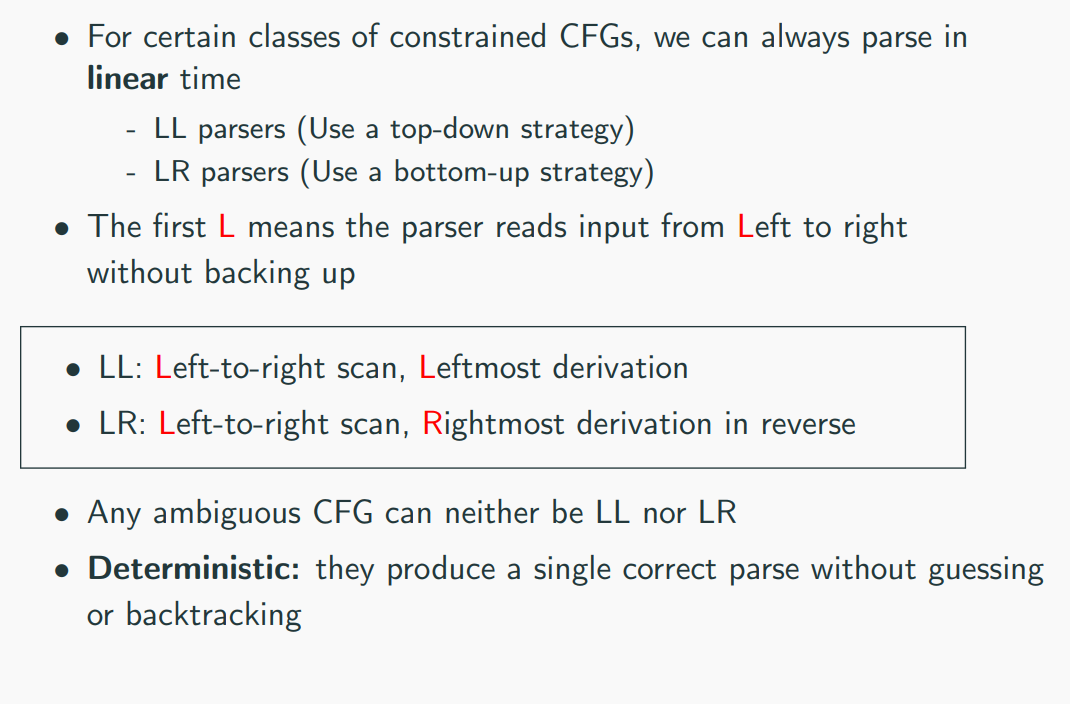 • For certain classes of constrained CFGs, we can always parse in
linear time
- LL parsers (Use a top-down strategy)
- LR parsers (Use a bottom-up strategy)
• The first L means the parser reads input from Left to right
without backing up
• LL: Left-to-right scan, Leftmost derivation
• LR: Left-to-right scan, Rightmost derivation in reverse
• Any ambiguous CFG can neither be LL nor LR
• Deterministic: they produce a single correct parse without guessing
or backtracking